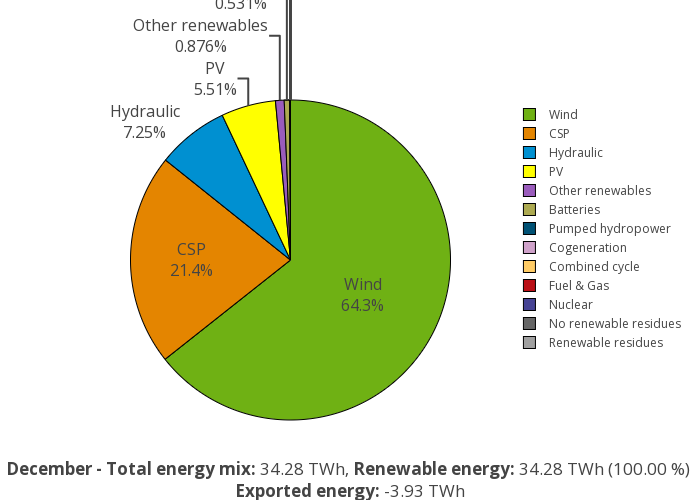 0.531%
Other renewables
0.876%
PV
5.51%
Hydraulic
7.25%
CSP
21.4%
Wind
64.3%
Wind
CSP
Hydraulic
PV
Other renewables
Batteries
Pumped hydropower
Cogeneration
Combined cycle
Fuel & Gas
Nuclear
No renewable residues
Renewable residues
December - Total energy mix: 34.28 TWh, Renewable energy: 34.28 TWh (100.00 %)
Exported energy: -3.93 TWh